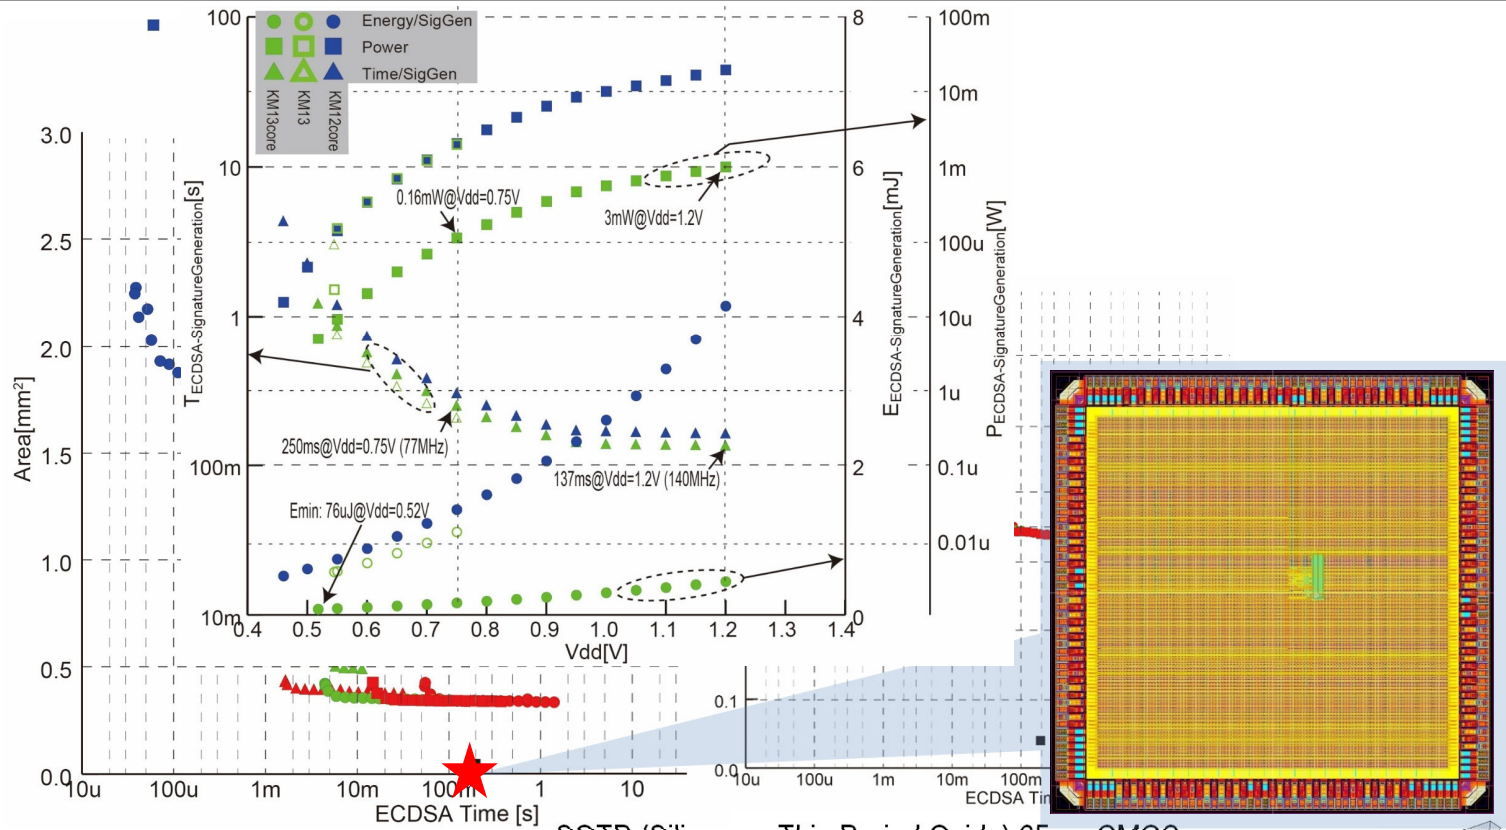 Energy/SigGen
Power
Time/SigGen
KM13core
KM13
KM12core
100
10
1
100m
10m
TECDSA-SignatureGeneration[s]
8
6
4
2
0
EECDSA-SignatureGeneration[mJ]
100m
10m
1m
100u
10u
1u
0.1u
0.01u
PECDSA-SignatureGeneration[W]
0.16mW@Vdd=0.75V
3mW@Vdd=1.2V
250ms@Vdd=0.75V (77MHz)
137ms@Vdd=1.2V (140MHz)
Emin: 76uJ@Vdd=0.52V
0.4 0.5 0.6 0.7 0.8 0.9 1.0 1.1 1.2 1.3 1.4
Vdd[V]
3.0
2.5
2.0
1.5
1.0
0.5
0.0
Area[mm2]
10u 100u 1m 10m 1 10
ECDSA Time [s]
0.1
10u 100u 1m 10m 100m